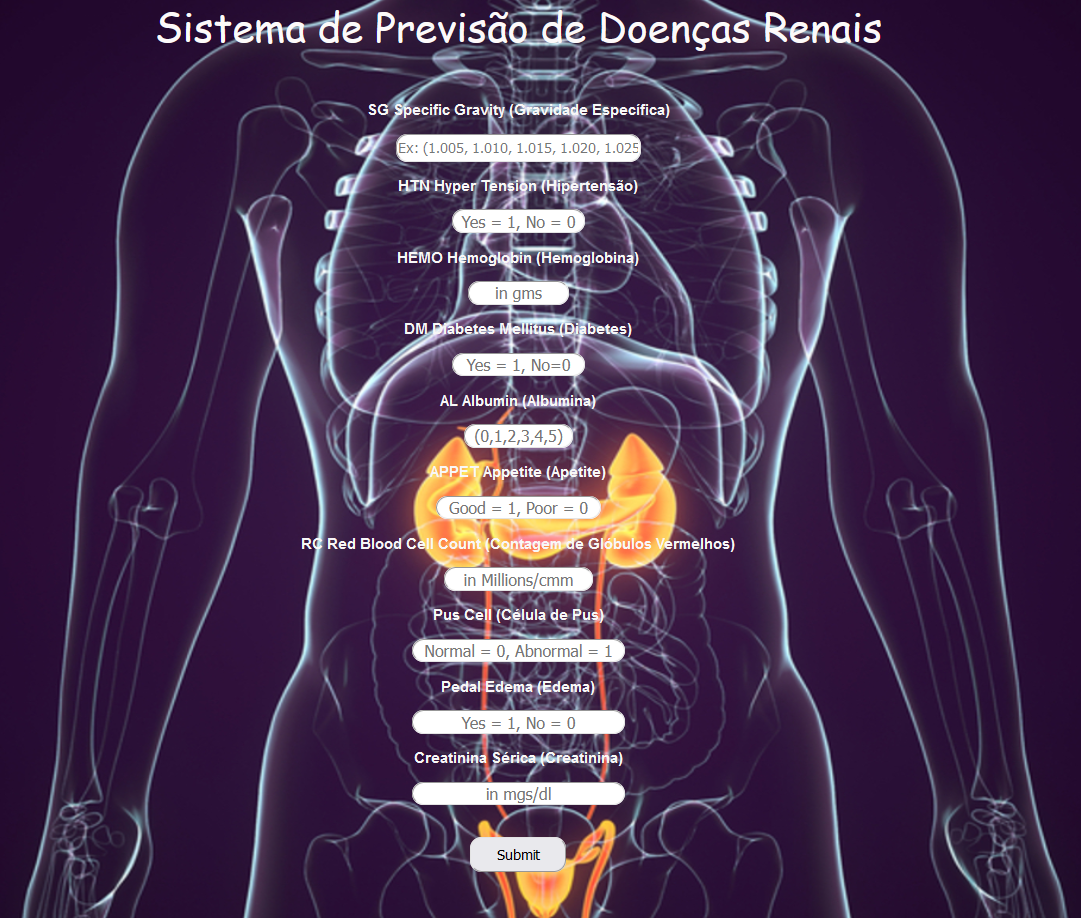 Sistema de Previsão de Doenças Renais
SG Specific Gravity (Gravidade Específica)
Ex: (1.005, 1.010, 1.015, 1.020, 1.025
HTN Hyper Tension (Hipertensão)
Yes = 1, No = 0
HEMO Hemoglobin (Hemoglobina)
in gms
DM Diabetes Mellitus (Diabetes)
Yes = 1, No=0
AL Albumin (Albumina)
(0,1,2,3,4,5)
APPET Appetite (Apetite)
Good = 1, Poor = 0
RC Red Blood Cell Count (Contagem de Glóbulos Vermelhos)
in Millions/cmm
Pus Cell (Célula de Pus)
Normal = 0, Abnormal = 1
Pedal Edema (Edema)
Yes = 1, No = 0
Creatinina Sérica (Creatinina)
in mgs/dl
Submit